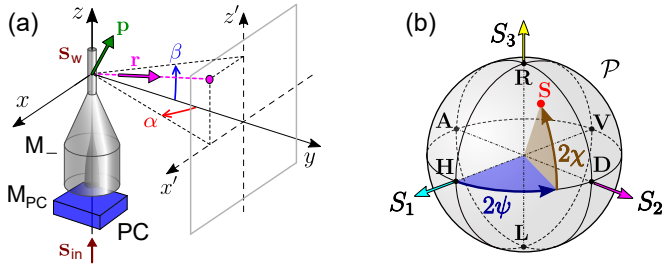 (a)
z
p
s_w
r
β
z'
x
α
y
x'
M_
M_PC
PC
s_in
(b)
S_3
R
𝒫
S
A
V
2χ
H
D
S_1
2ψ
S_2
L